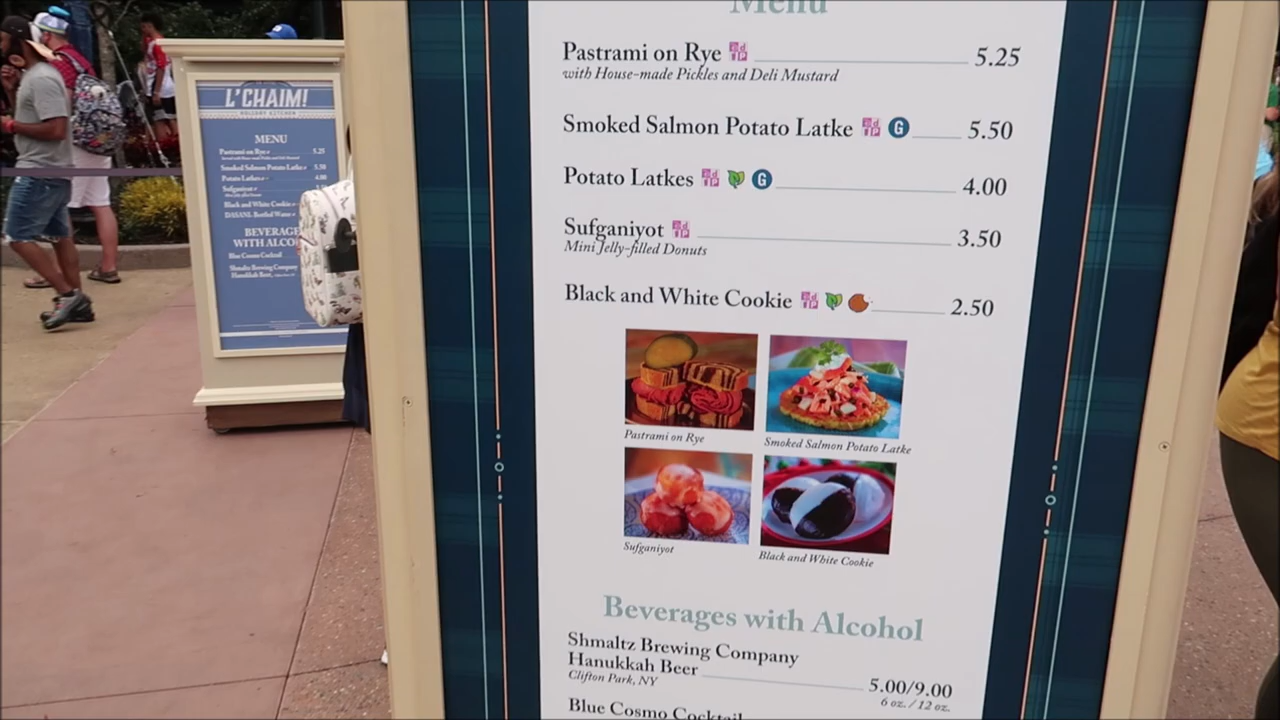 L'CHAIM!
HOLIDAY KITCHEN
MENU
Pastrami on Rye 5.25
Smoked Salmon Potato Latke 5.50
Potato Latkes 4.00
Sufganiyot
Black and White Cookie
DASANI Bottled Water
BEVERAGE
WITH ALCO
Blue Cosmo Cocktail
Shmaltz Brewing Company
Hanukkah Beer,
Menu
Pastrami on Rye 5.25
with House-made Pickles and Deli Mustard
Smoked Salmon Potato Latke G 5.50
Potato Latkes G 4.00
Sufganiyot 3.50
Mini Jelly-filled Donuts
Black and White Cookie 2.50
Pastrami on Rye
Smoked Salmon Potato Latke
Sufganiyot
Black and White Cookie
Beverages with Alcohol
Shmaltz Brewing Company
Hanukkah Beer 5.00/9.00
Clifton Park, NY 6 oz. / 12 oz.
Blue Cosmo Cocktail